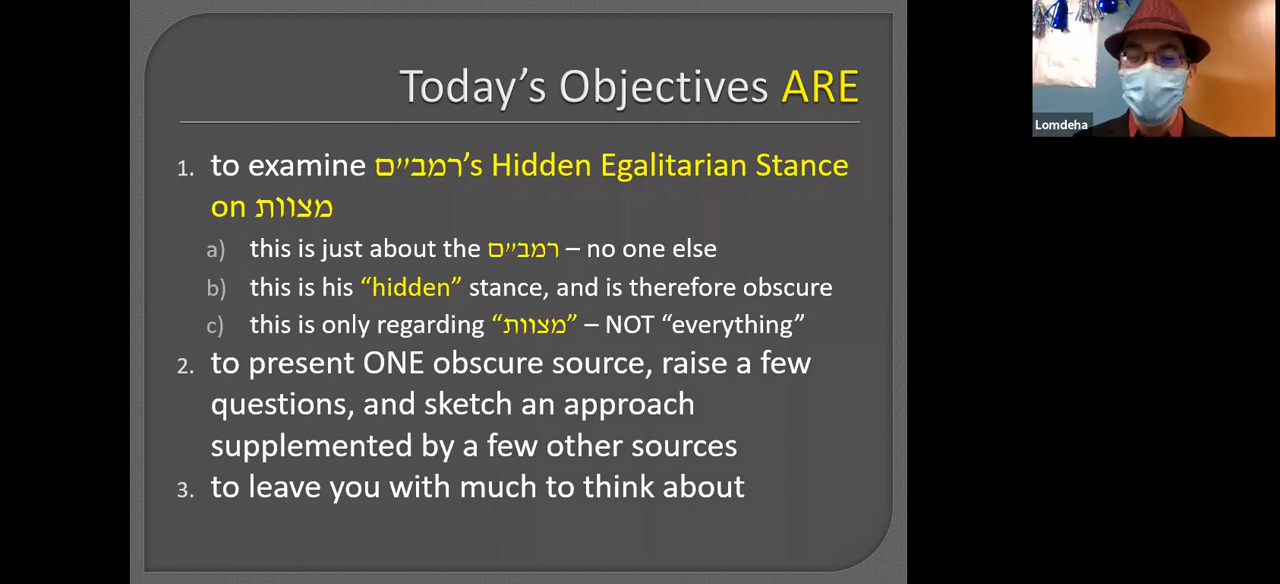 Today's Objectives ARE
1. to examine רמב״ם's Hidden Egalitarian Stance
on מצוות
a) this is just about the רמב״ם – no one else
b) this is his “hidden” stance, and is therefore obscure
c) this is only regarding “מצוות” – NOT “everything”
2. to present ONE obscure source, raise a few
questions, and sketch an approach
supplemented by a few other sources
3. to leave you with much to think about
Lomdeha